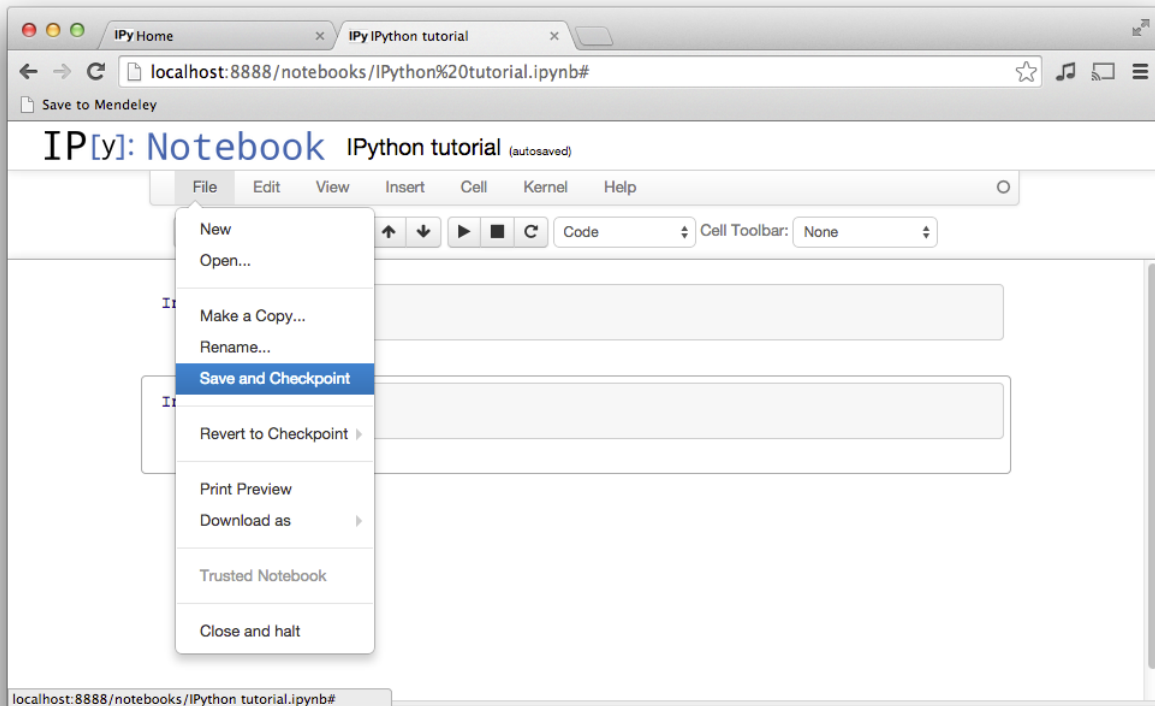 IPy Home
IPy IPython tutorial
localhost:8888/notebooks/IPython%20tutorial.ipynb#
Save to Mendeley
IP[y]: Notebook IPython tutorial (autosaved)
File Edit View Insert Cell Kernel Help
Code Cell Toolbar: None
New
Open...
In
Make a Copy...
Rename...
Save and Checkpoint
In
Revert to Checkpoint
Print Preview
Download as
Trusted Notebook
Close and halt
localhost:8888/notebooks/IPython tutorial.ipynb#